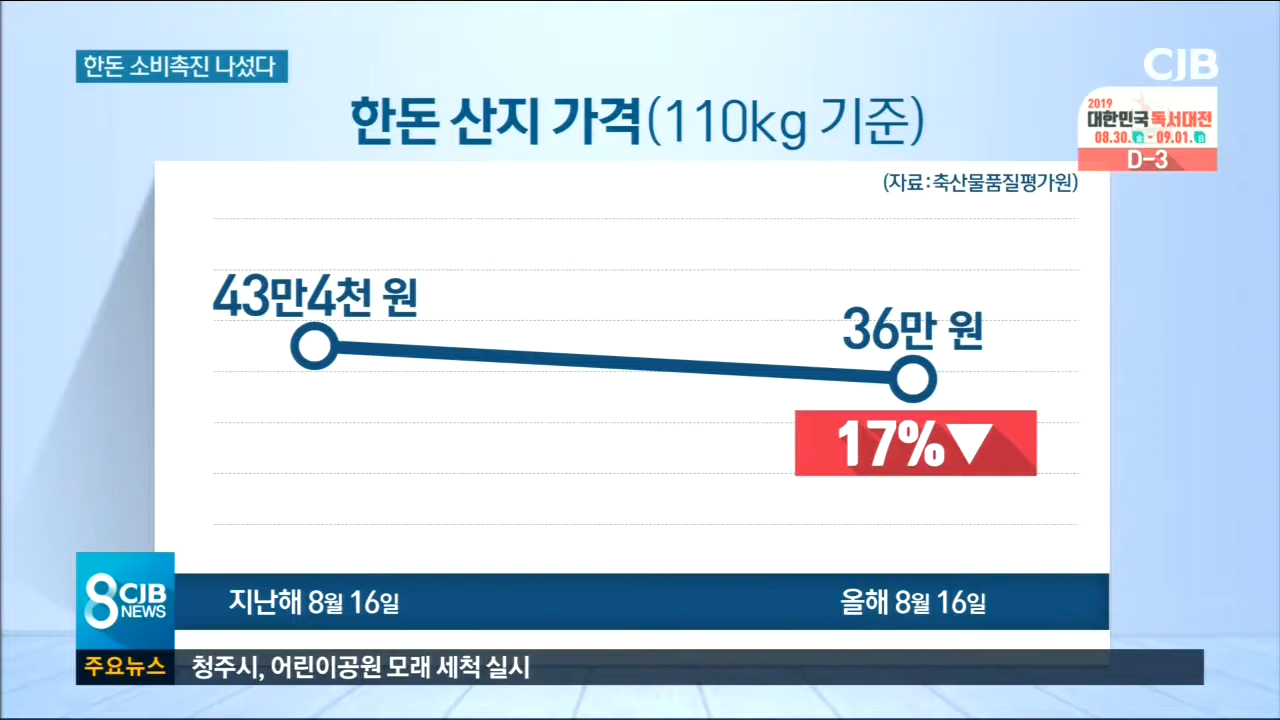 한돈 소비촉진 나섰다
CJB
2019
대한민국 독서대전
08.30.金 - 09.01.日
D-3
한돈 산지 가격(110kg 기준)
(자료:축산물품질평가원)
43만4천 원
36만 원
17%▼
지난해 8월 16일
올해 8월 16일
8 CJB
NEWS
주요뉴스
청주시, 어린이공원 모래 세척 실시